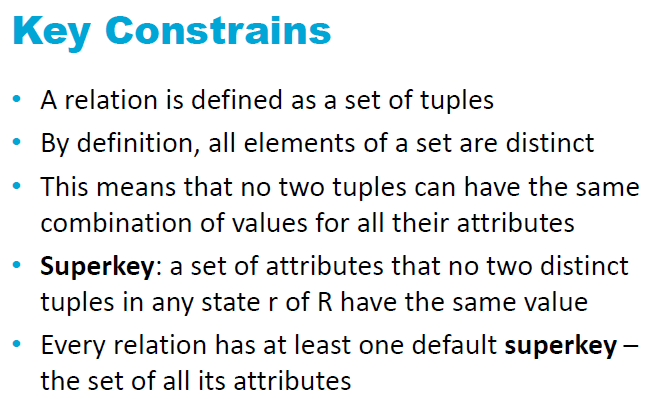 Key Constrains
• A relation is defined as a set of tuples
• By definition, all elements of a set are distinct
• This means that no two tuples can have the same
combination of values for all their attributes
• Superkey: a set of attributes that no two distinct
tuples in any state r of R have the same value
• Every relation has at least one default superkey –
the set of all its attributes